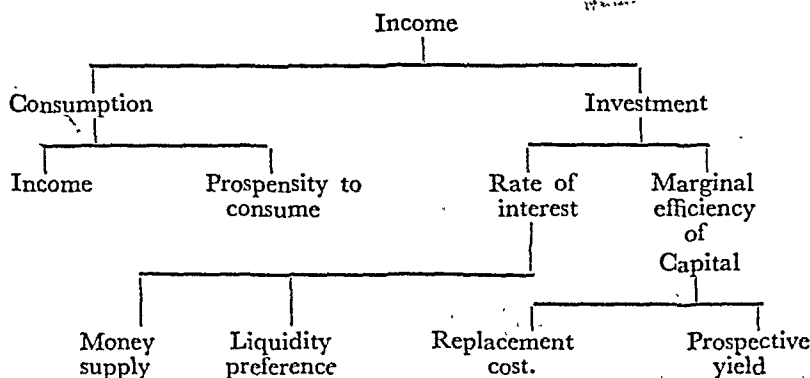 Income
Consumption Investment
Income Prospensity to Rate of Marginal
consume interest efficiency
of
Capital
Money Liquidity Replacement Prospective
supply preference cost. yield